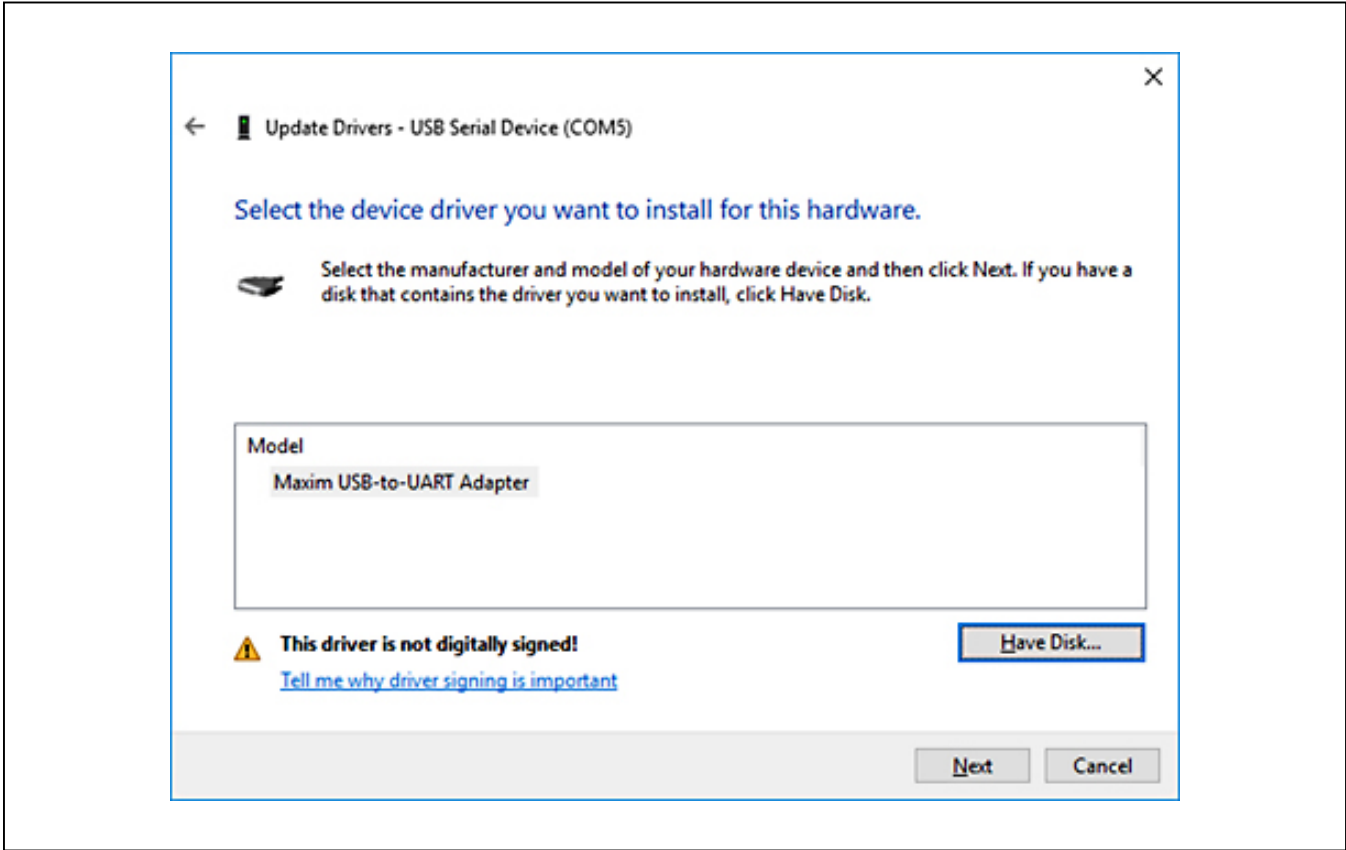 Update Drivers - USB Serial Device (COM5)
Select the device driver you want to install for this hardware.
Select the manufacturer and model of your hardware device and then click Next. If you have a
disk that contains the driver you want to install, click Have Disk.
Model
Maxim USB-to-UART Adapter
This driver is not digitally signed!
Have Disk...
Tell me why driver signing is important
Next
Cancel